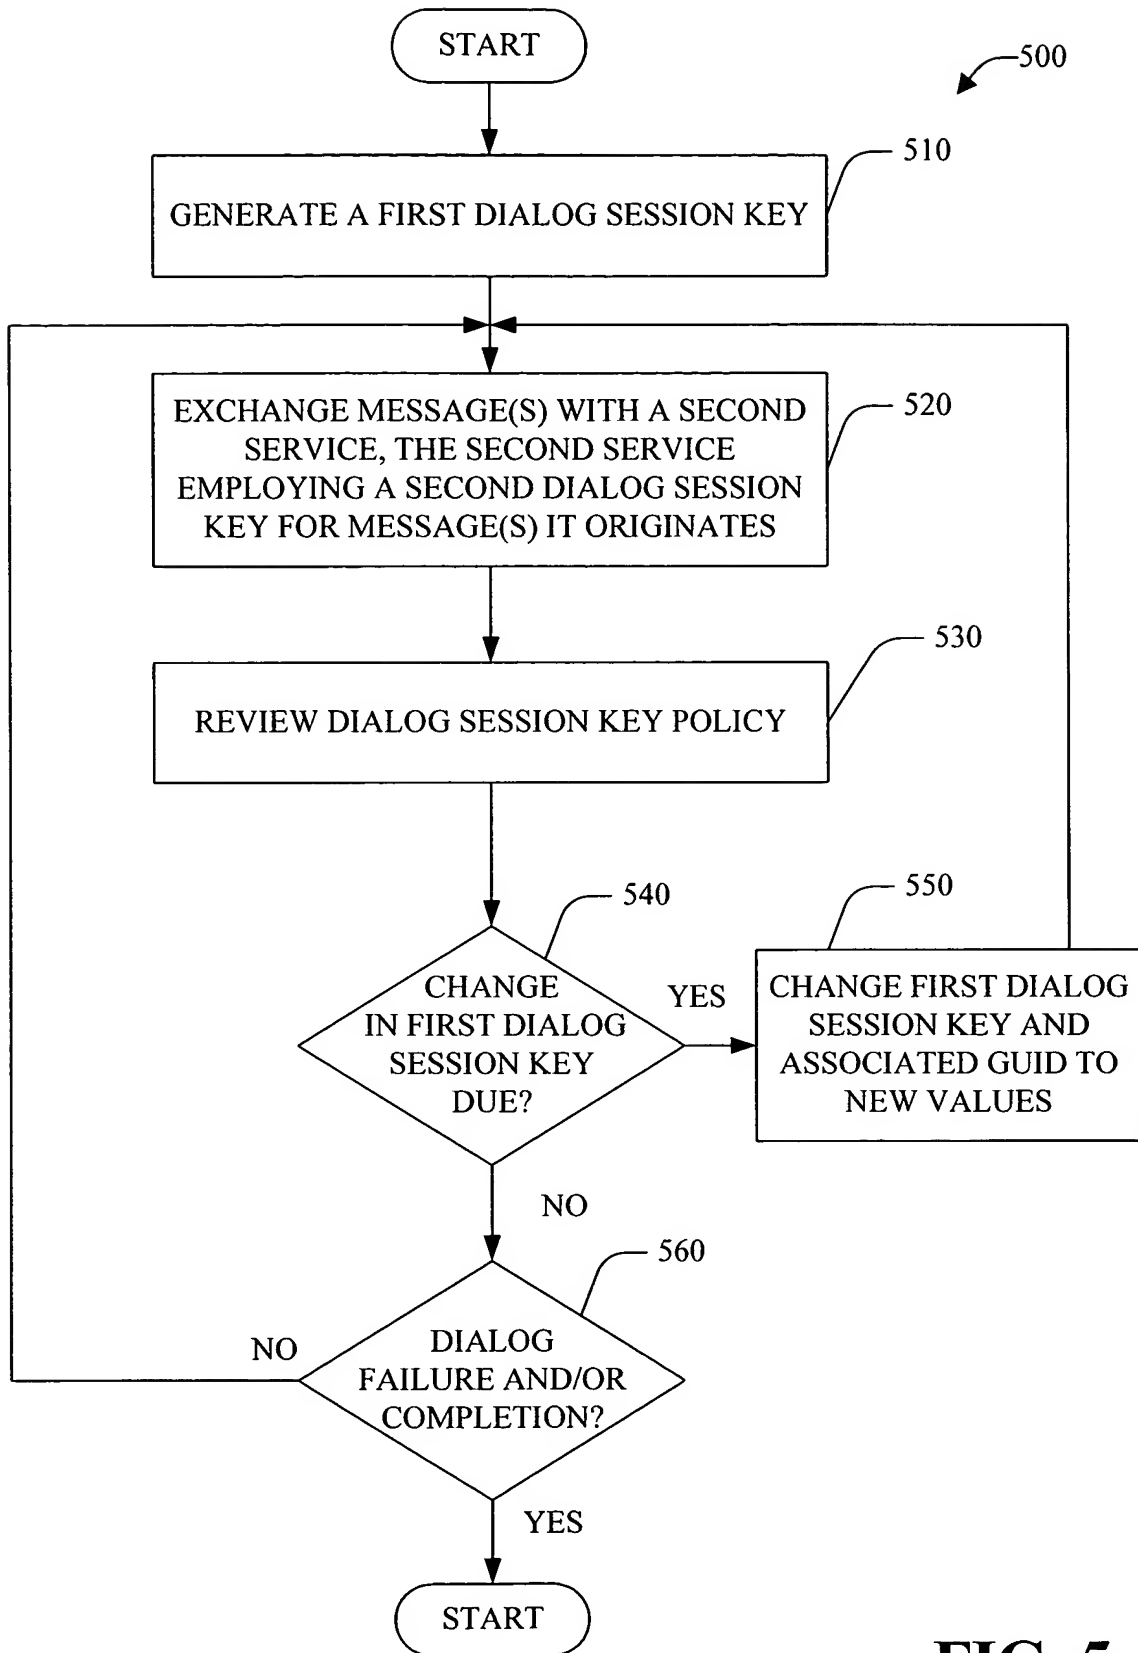 START
500
510
GENERATE A FIRST DIALOG SESSION KEY
EXCHANGE MESSAGE(S) WITH A SECOND
SERVICE, THE SECOND SERVICE
EMPLOYING A SECOND DIALOG SESSION
KEY FOR MESSAGE(S) IT ORIGINATES
520
530
REVIEW DIALOG SESSION KEY POLICY
540
CHANGE
IN FIRST DIALOG
SESSION KEY
DUE?
YES
550
CHANGE FIRST DIALOG
SESSION KEY AND
ASSOCIATED GUID TO
NEW VALUES
NO
560
DIALOG
FAILURE AND/OR
COMPLETION?
NO
YES
START
FIG. 5